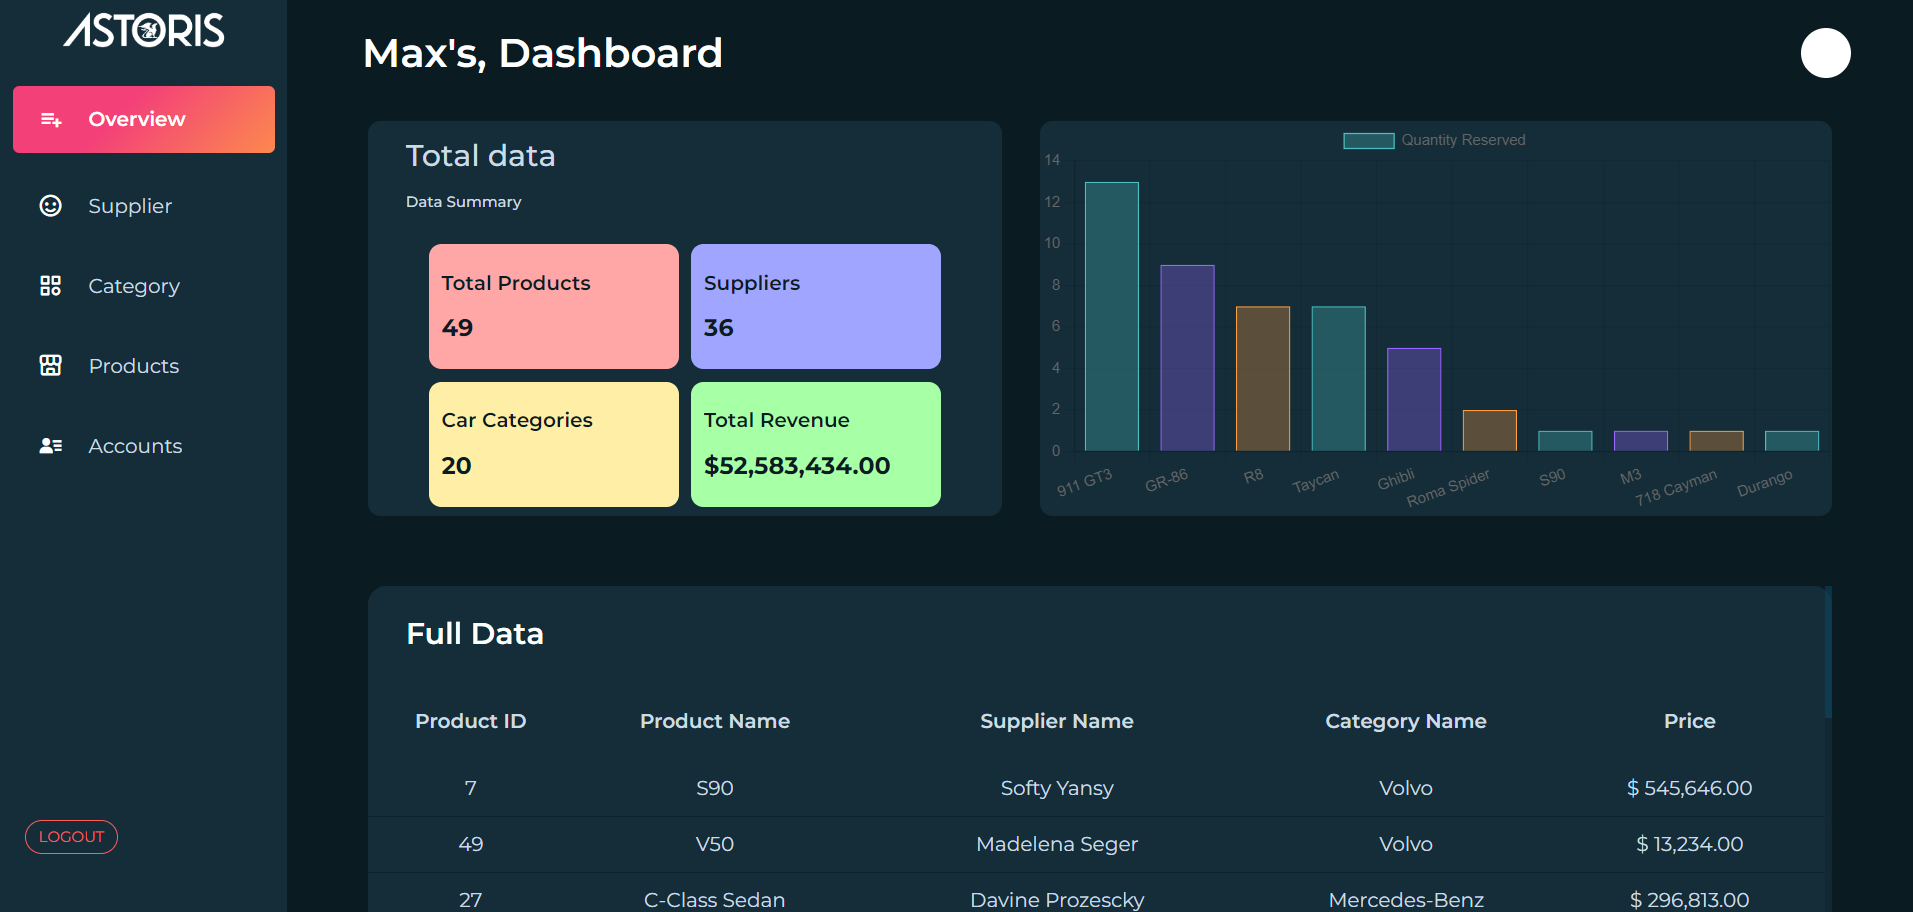 ASTORIS
Overview
Supplier
Category
Products
Accounts
LOGOUT
Max's, Dashboard
Total data
Data Summary
Total Products
49
Suppliers
36
Car Categories
20
Total Revenue
$52,583,434.00
Quantity Reserved
14
12
10
8
6
4
2
0
911 GT3
GR-86
R8
Taycan
Ghibli
Roma Spider
S90
M3
718 Cayman
Durango
Full Data
Product ID Product Name Supplier Name Category Name Price
7 S90 Softy Yansy Volvo $ 545,646.00
49 V50 Madelena Seger Volvo $ 13,234.00
27 C-Class Sedan Davine Prozescky Mercedes-Benz $ 296,813.00